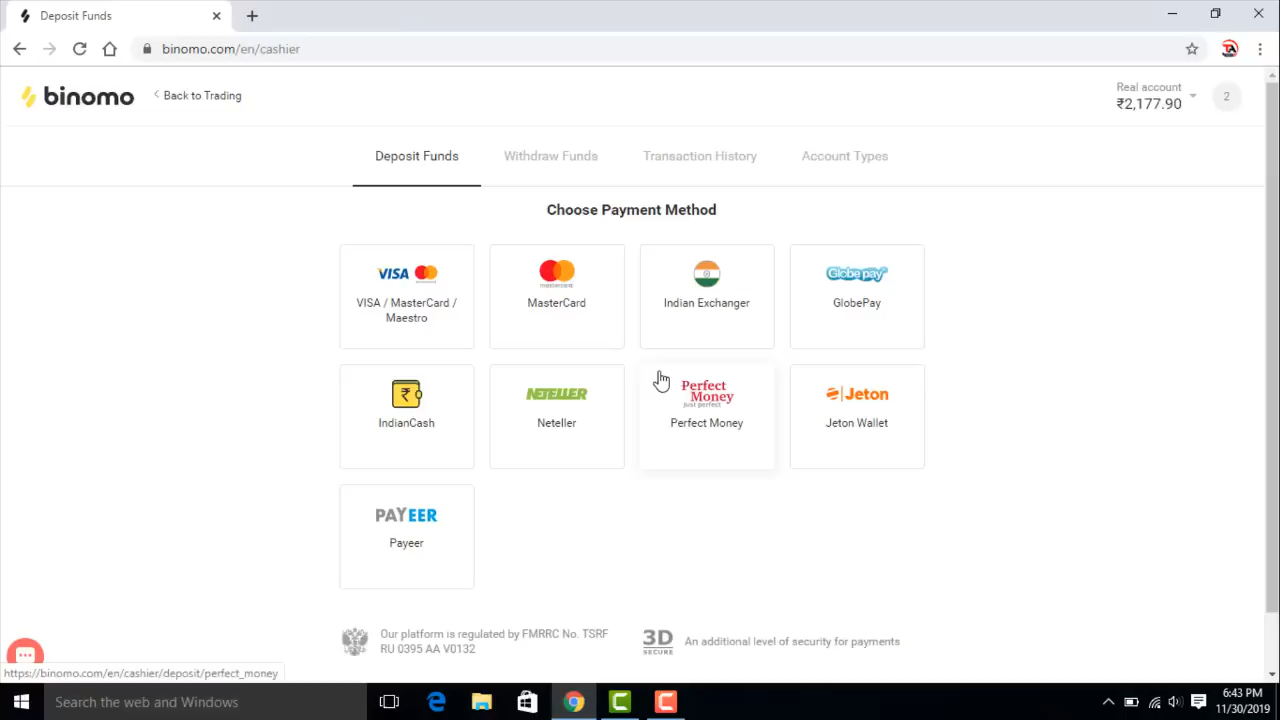 Deposit Funds
binomo.com/en/cashier
binomo
Back to Trading
Real account
₹2,177.90
2
Deposit Funds
Withdraw Funds
Transaction History
Account Types
Choose Payment Method
VISA
mastercard
VISA / MasterCard /
Maestro
mastercard
MasterCard
Indian Exchanger
Globe pay
GlobePay
₹
IndianCash
NETELLER
Neteller
Perfect
Money
Just perfect
Perfect Money
Jeton
Jeton Wallet
PAYEER
Payeer
Our platform is regulated by FMRRC No. TSRF
RU 0395 AA V0132
3D
SECURE
An additional level of security for payments
https://binomo.com/en/cashier/deposit/perfect_money
Search the web and Windows
6:43 PM
11/30/2019